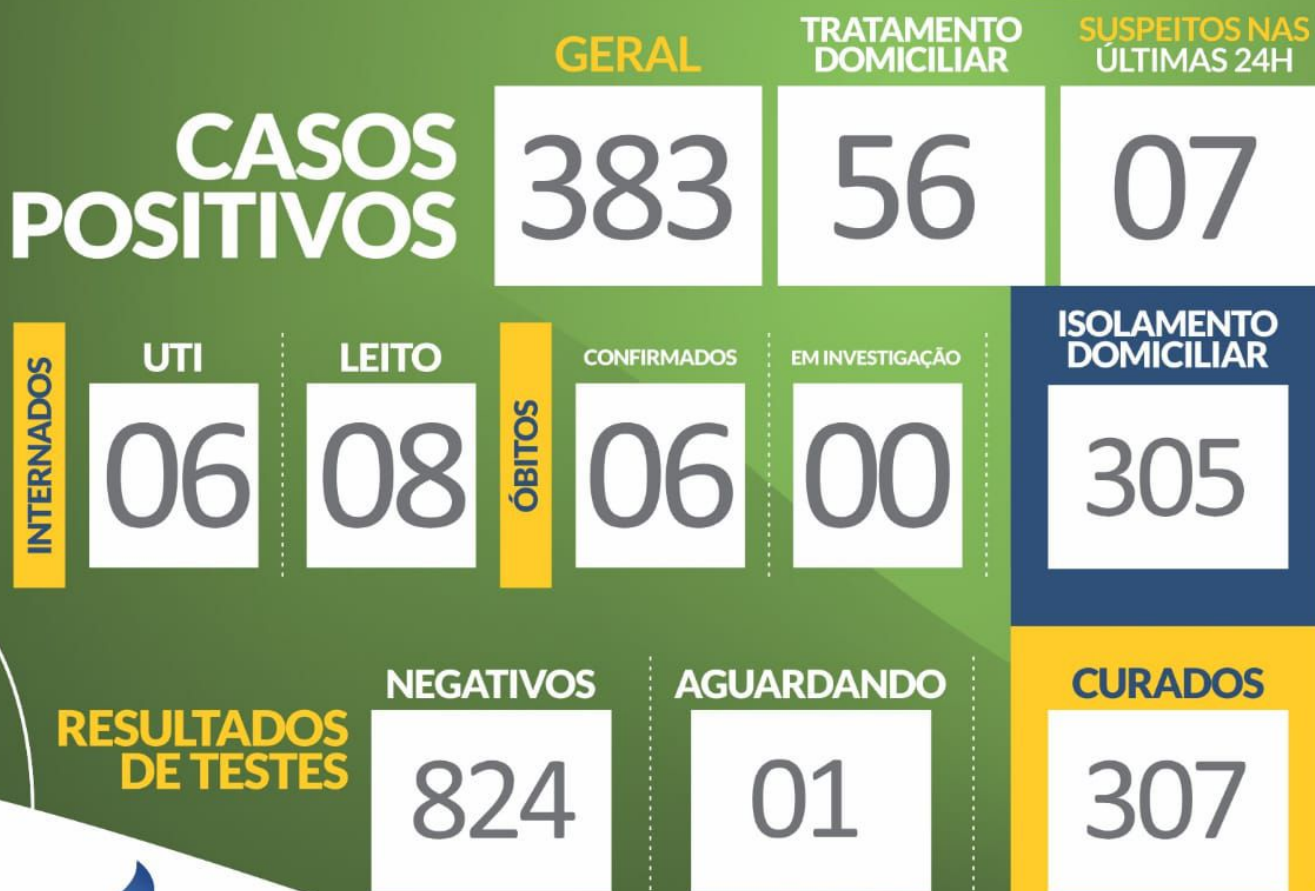 GERAL
TRATAMENTO
DOMICILIAR
SUSPEITOS NAS
ÚLTIMAS 24H
CASOS
POSITIVOS
383
56
07
INTERNADOS
UTI
06
LEITO
08
ÓBITOS
CONFIRMADOS
06
EM INVESTIGAÇÃO
00
ISOLAMENTO
DOMICILIAR
305
RESULTADOS
DE TESTES
NEGATIVOS
824
AGUARDANDO
01
CURADOS
307